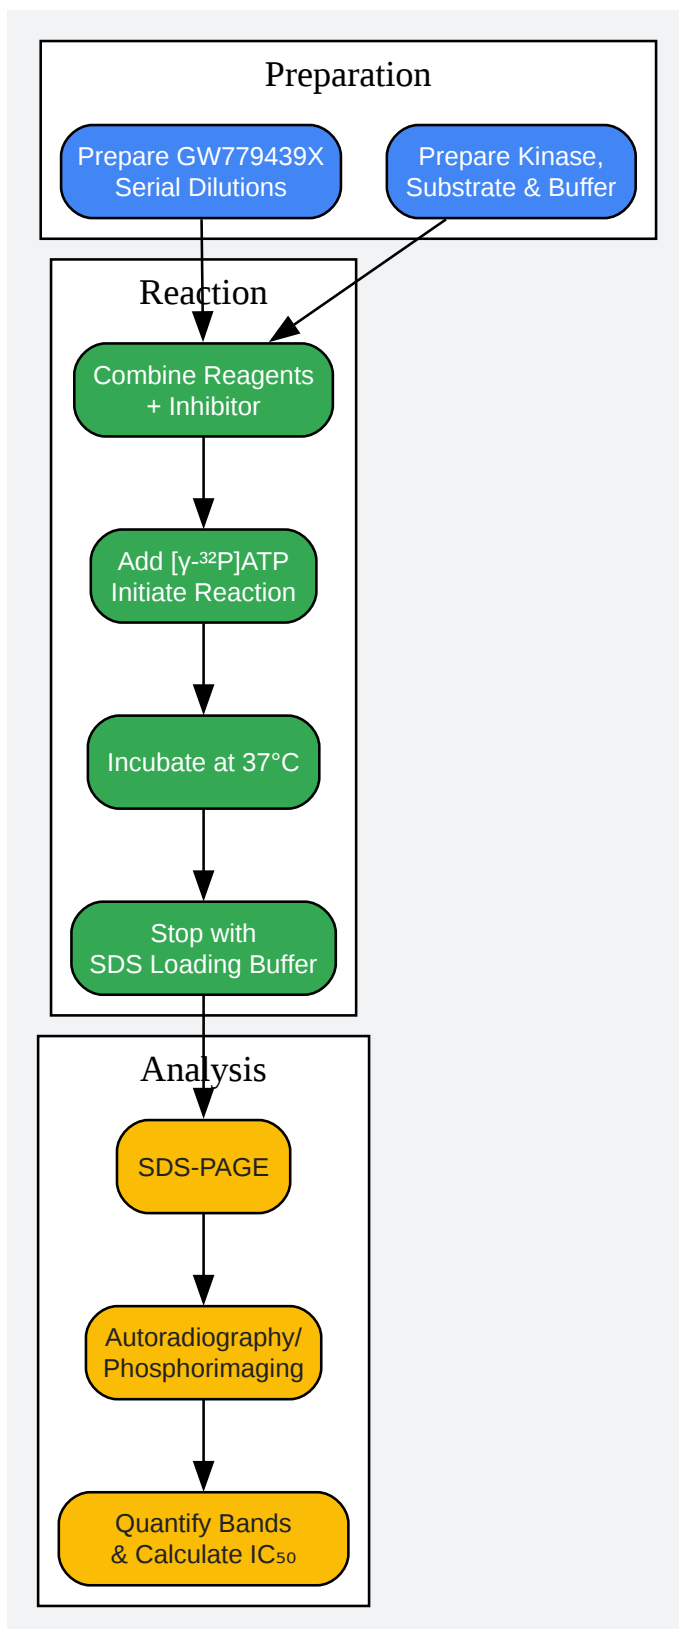 Preparation
Prepare GW779439X
Serial Dilutions
Prepare Kinase,
Substrate & Buffer
Reaction
Combine Reagents
+ Inhibitor
Add [γ-³²P]ATP
Initiate Reaction
Incubate at 37°C
Stop with
SDS Loading Buffer
Analysis
SDS-PAGE
Autoradiography/
Phosphorimaging
Quantify Bands
& Calculate IC₅₀